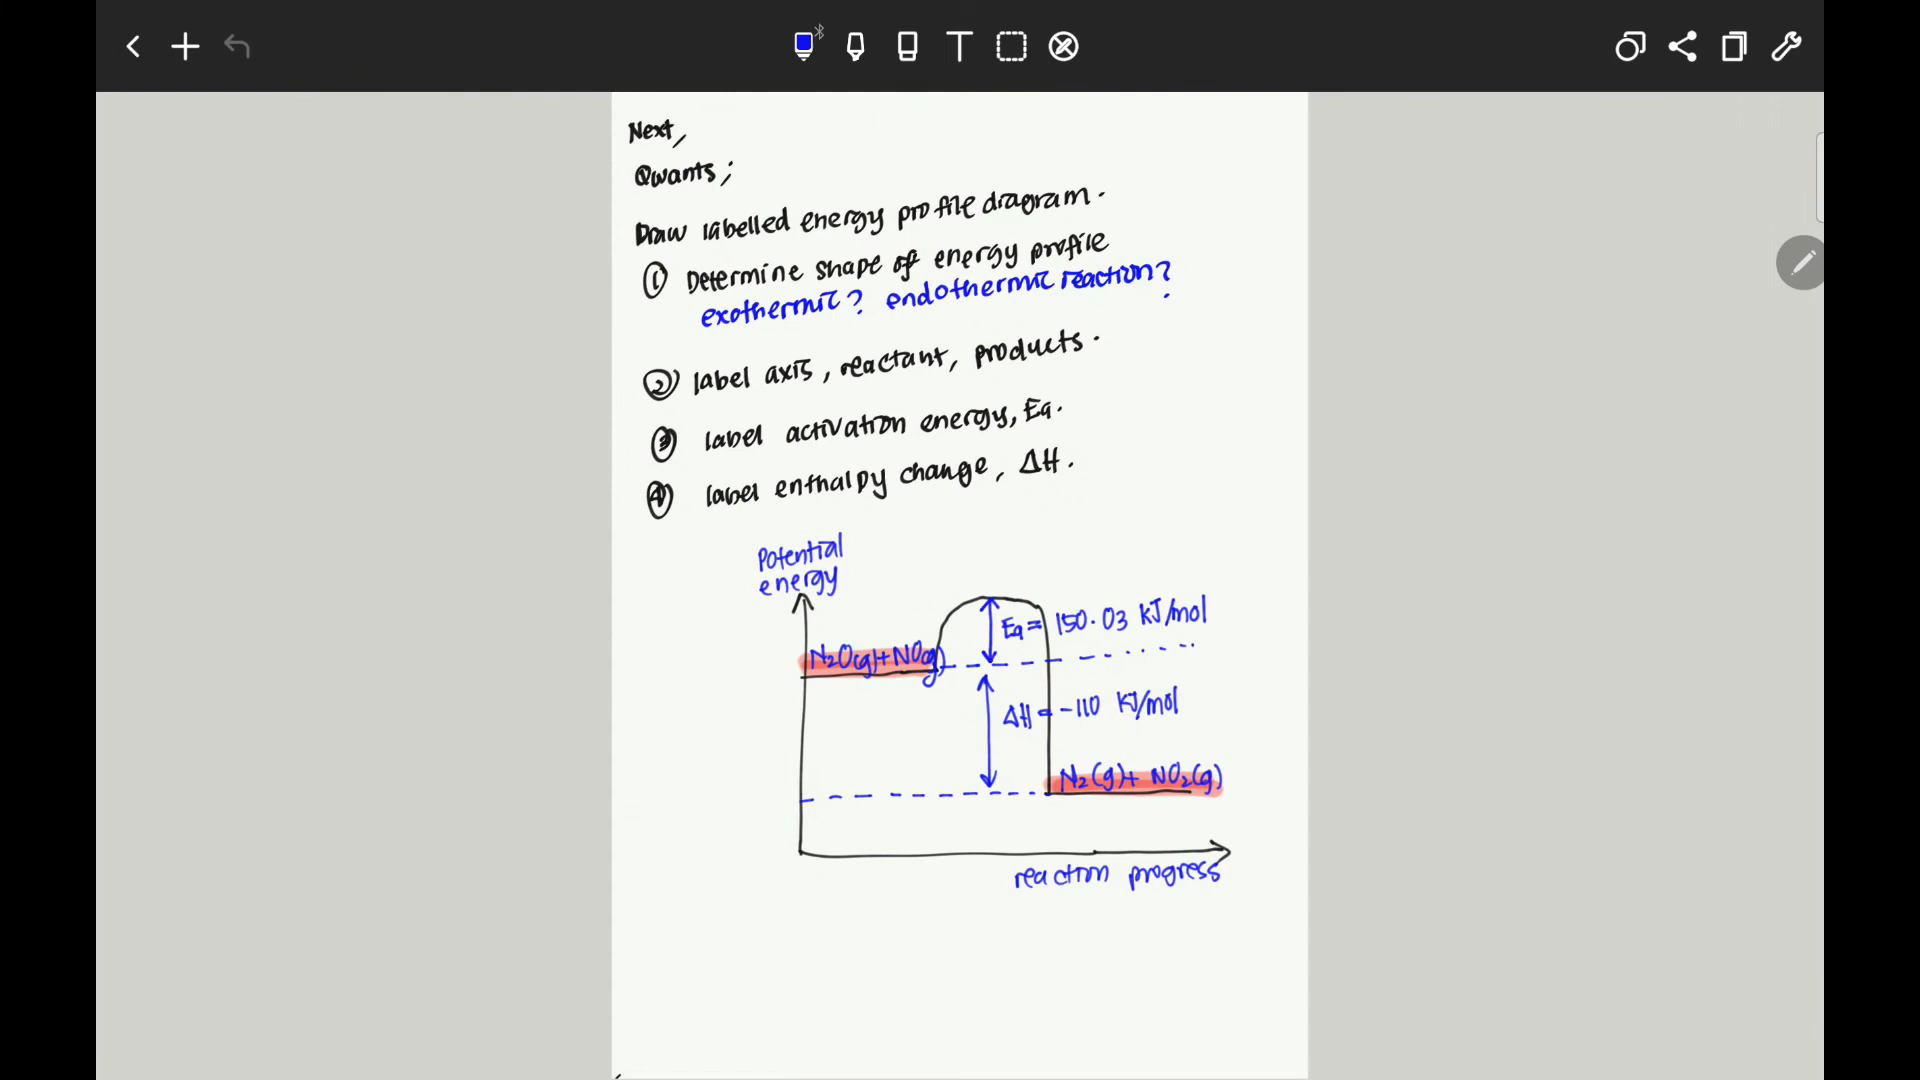 Next,
Qwants;
Draw labelled energy profile diagram.
① Determine shape of energy profile
exothermic? endothermic reaction?
② label axis, reactant, products.
③ label activation energy, Ea.
④ label enthalpy change, ΔH.
Potential
energy
Ea = 150.03 kJ/mol
N₂O(g)+NO(g)
ΔH = -110 kJ/mol
N₂(g)+ NO₂(g)
reaction progress